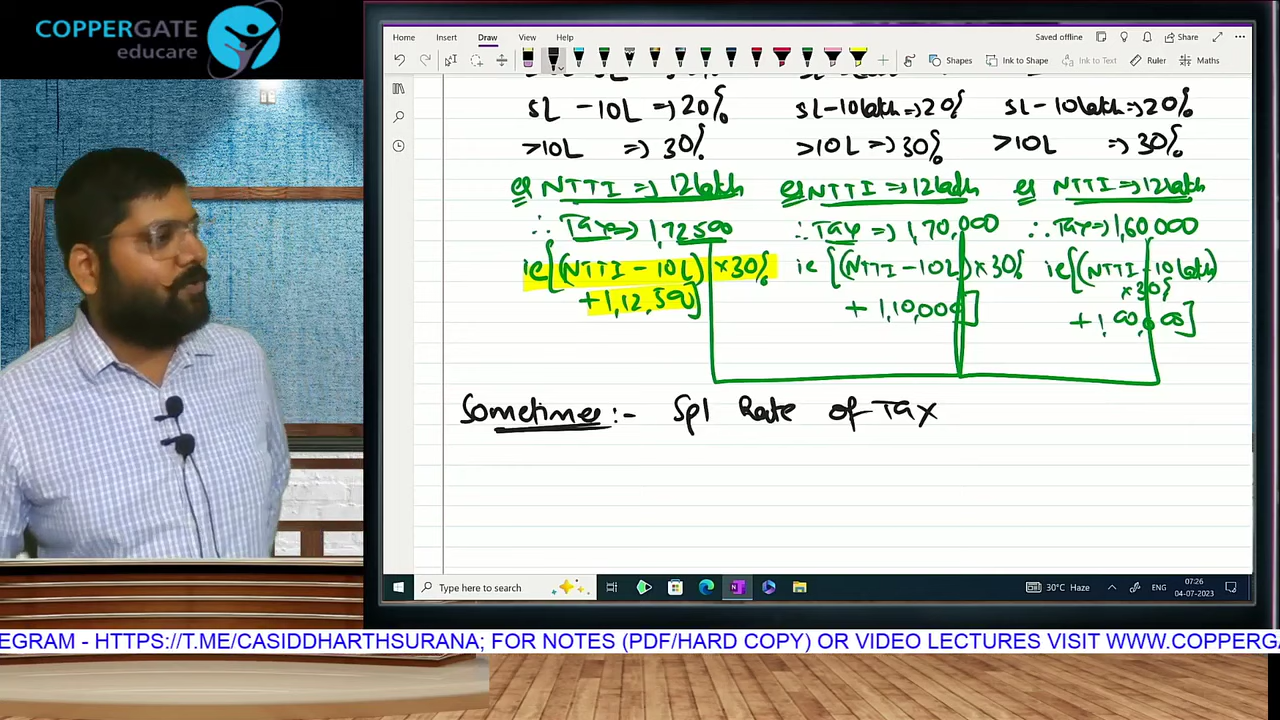 COPPERGATE
educare
Home Insert Draw View Help
Saved offline
Share
Shapes
Ink to Shape
Ink to Text
Ruler
Maths
5L - 10L => 20%
5L - 10lakh => 20%
5L - 10lakh => 20%
>10L => 30%
>10L => 30%
>10L => 30%
eg NTTI => 12lakh
eg NTTI => 12lakh
eg NTTI => 12lakh
∴ Tax => 1,72,500
∴ Tax => 1,70,000
∴ Tax => 1,60,000
ie [(NTTI - 10L) × 30%
+ 1,12,500]
ie [(NTTI - 10L) × 30%
+ 1,10,000]
ie [(NTTI - 10lakh)
× 30%
+ 1,00,000]
Sometimes :- Spl Rate of Tax
Type here to search
30°C Haze
ENG
07:26
04-07-2023
EGRAM - HTTPS://T.ME/CASIDDHARTHSURANA; FOR NOTES (PDF/HARD COPY) OR VIDEO LECTURES VISIT WWW.COPPERGA